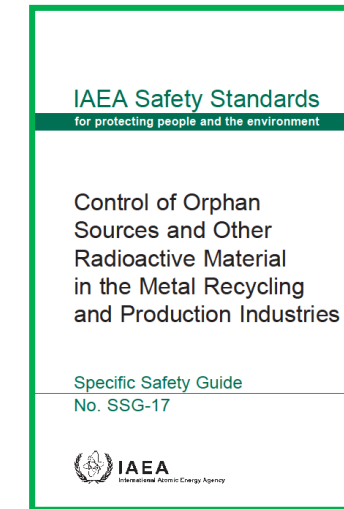 IAEA Safety Standards
for protecting people and the environment
Control of Orphan
Sources and Other
Radioactive Material
in the Metal Recycling
and Production Industries
Specific Safety Guide
No. SSG-17
IAEA
International Atomic Energy Agency